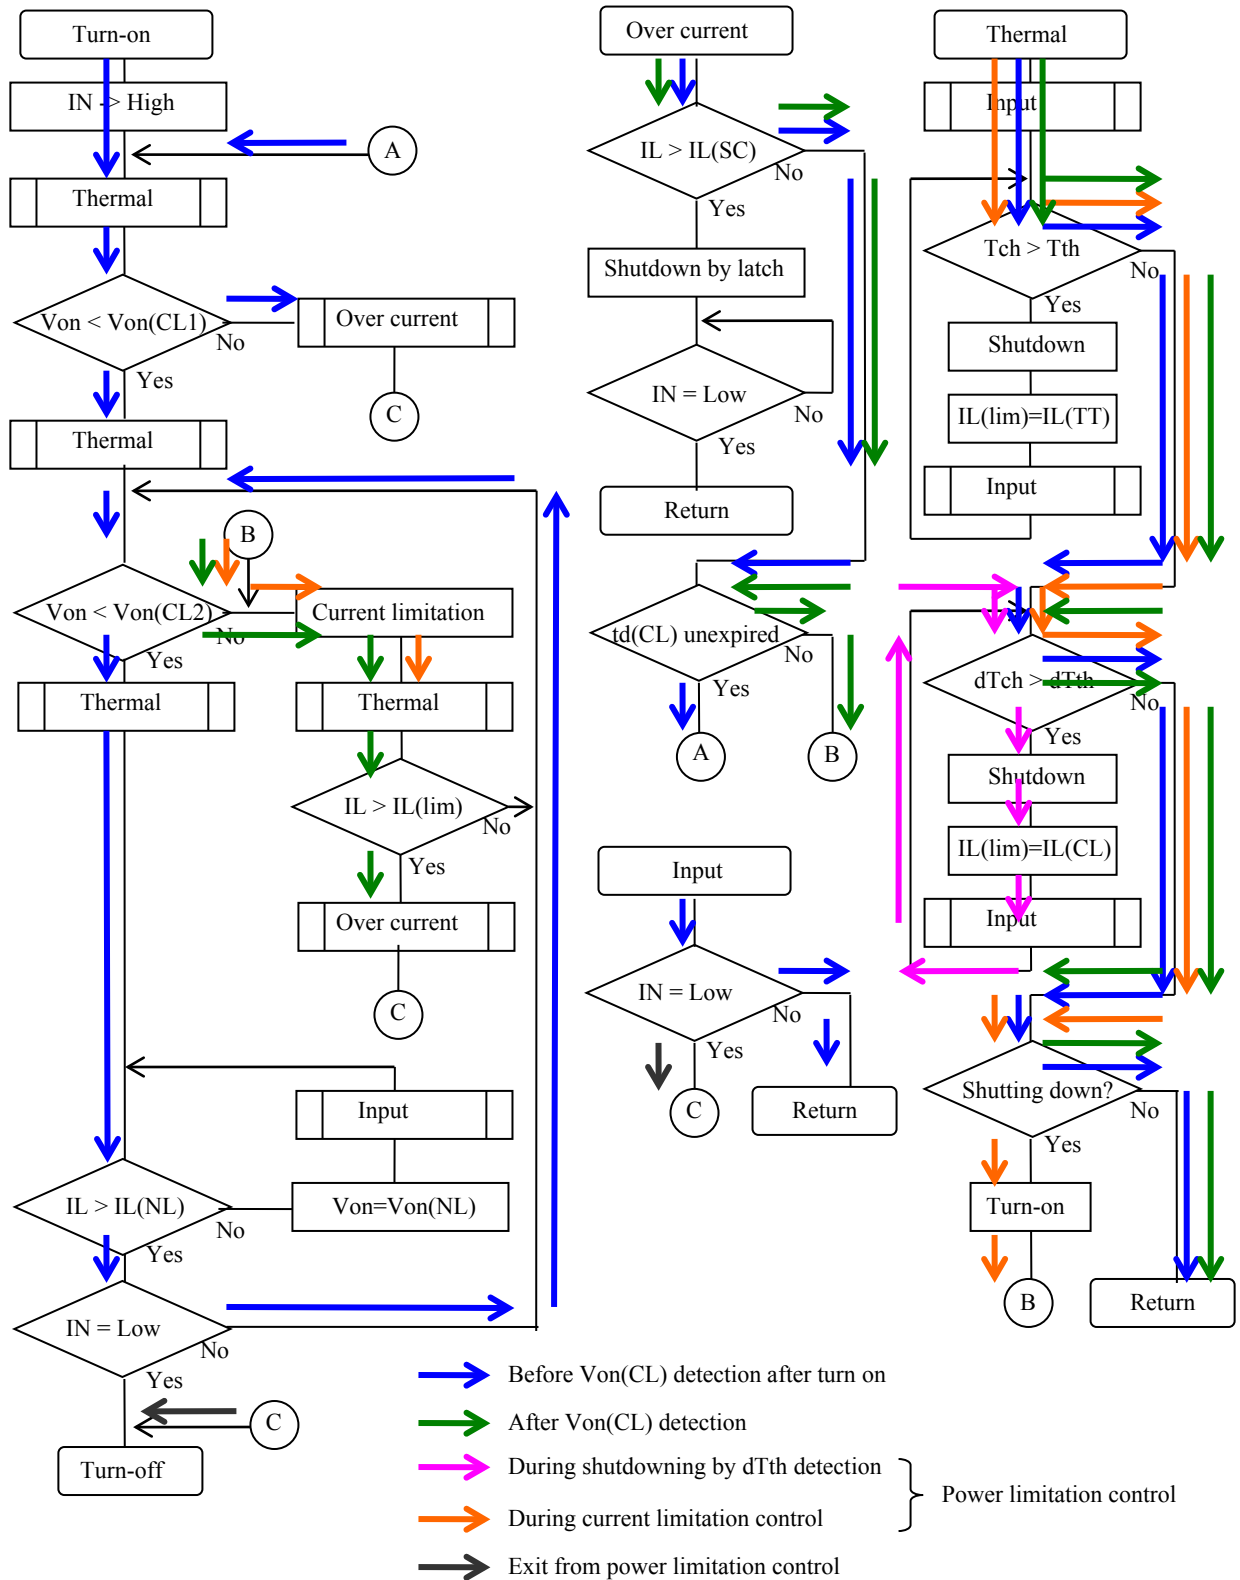 Turn-on
IN -> High
A
Thermal
Von < Von(CL1)
No
Yes
Over current
C
Thermal
B
Von < Von(CL2)
No
Yes
Current limitation
Thermal
Thermal
IL > IL(lim)
No
Yes
Over current
C
Input
Von=Von(NL)
IL > IL(NL)
No
Yes
IN = Low
No
Yes
C
Turn-off
Over current
IL > IL(SC)
No
Yes
Shutdown by latch
IN = Low
No
Yes
Return
td(CL) unexpired
No
Yes
A
B
Input
IN = Low
No
Yes
C
Return
Thermal
Input
Tch > Tth
No
Yes
Shutdown
IL(lim)=IL(TT)
Input
dTch > dTth
No
Yes
Shutdown
IL(lim)=IL(CL)
Input
Shutting down?
No
Yes
Turn-on
B
Return
Before Von(CL) detection after turn on
After Von(CL) detection
During shutdowning by dTth detection
During current limitation control
Power limitation control
Exit from power limitation control